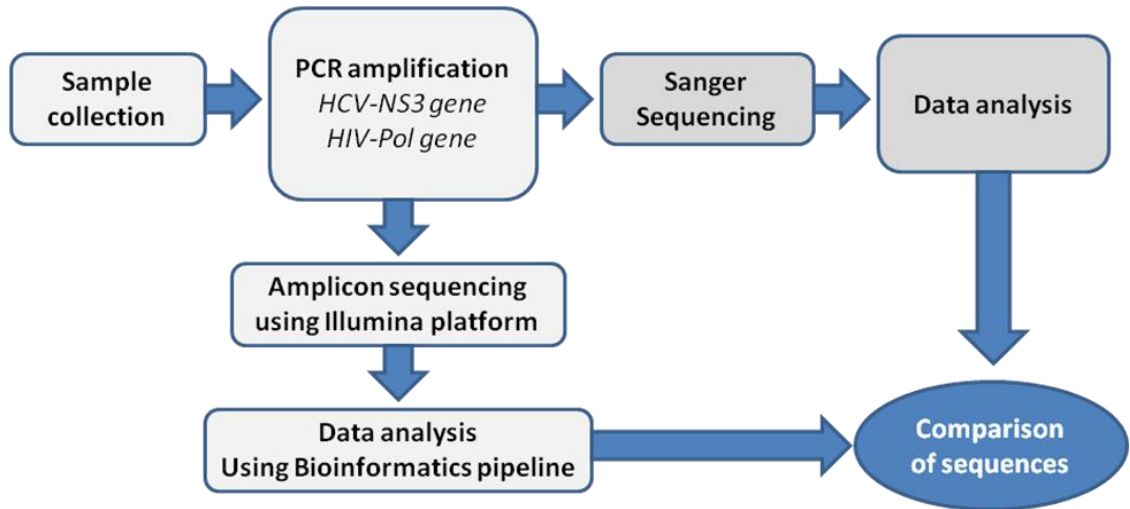 Sample
collection
PCR amplification
HCV-NS3 gene
HIV-Pol gene
Sanger
Sequencing
Data analysis
Amplicon sequencing
using Illumina platform
Data analysis
Using Bioinformatics pipeline
Comparison
of sequences